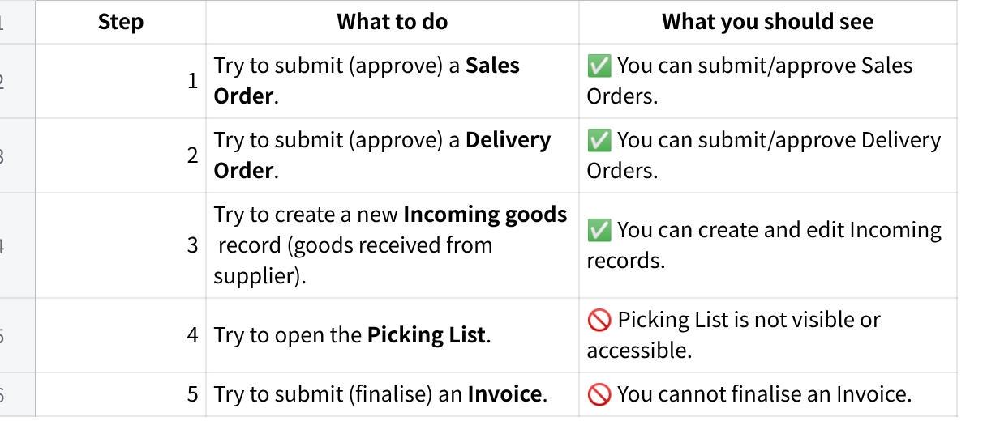 Step What to do What you should see
1 Try to submit (approve) a Sales
Order.
✅ You can submit/approve Sales
Orders.
2 Try to submit (approve) a Delivery
Order.
✅ You can submit/approve Delivery
Orders.
3 Try to create a new Incoming goods
record (goods received from
supplier).
✅ You can create and edit Incoming
records.
4 Try to open the Picking List.
🚫 Picking List is not visible or
accessible.
5 Try to submit (finalise) an Invoice.
🚫 You cannot finalise an Invoice.